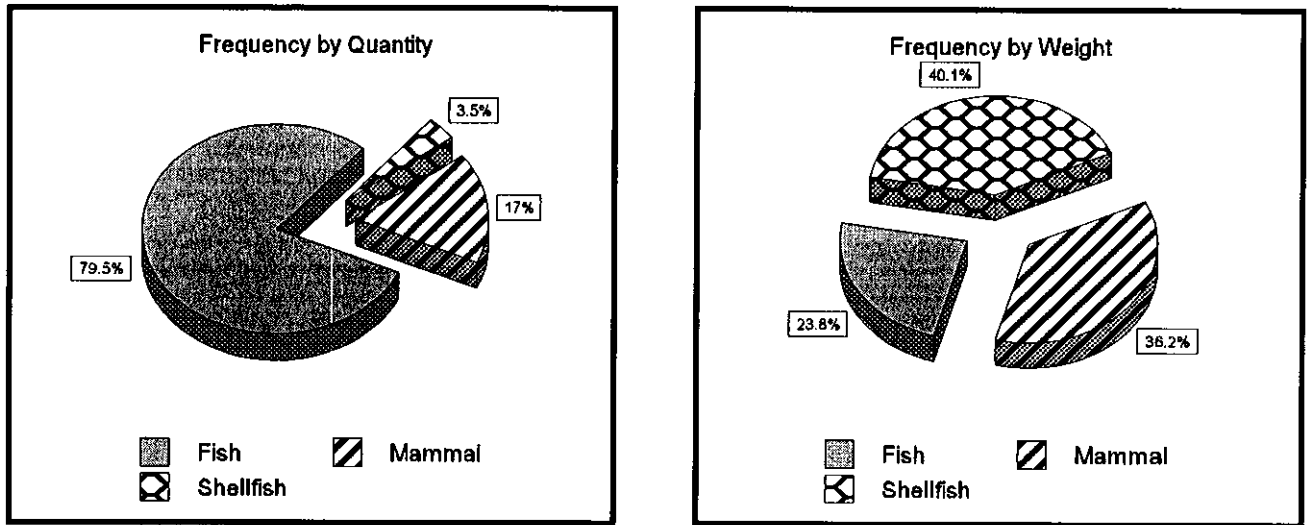 Frequency by Quantity
3.5%
17%
79.5%
Fish
Mammal
Shellfish
Frequency by Weight
40.1%
23.8%
36.2%
Fish
Mammal
Shellfish